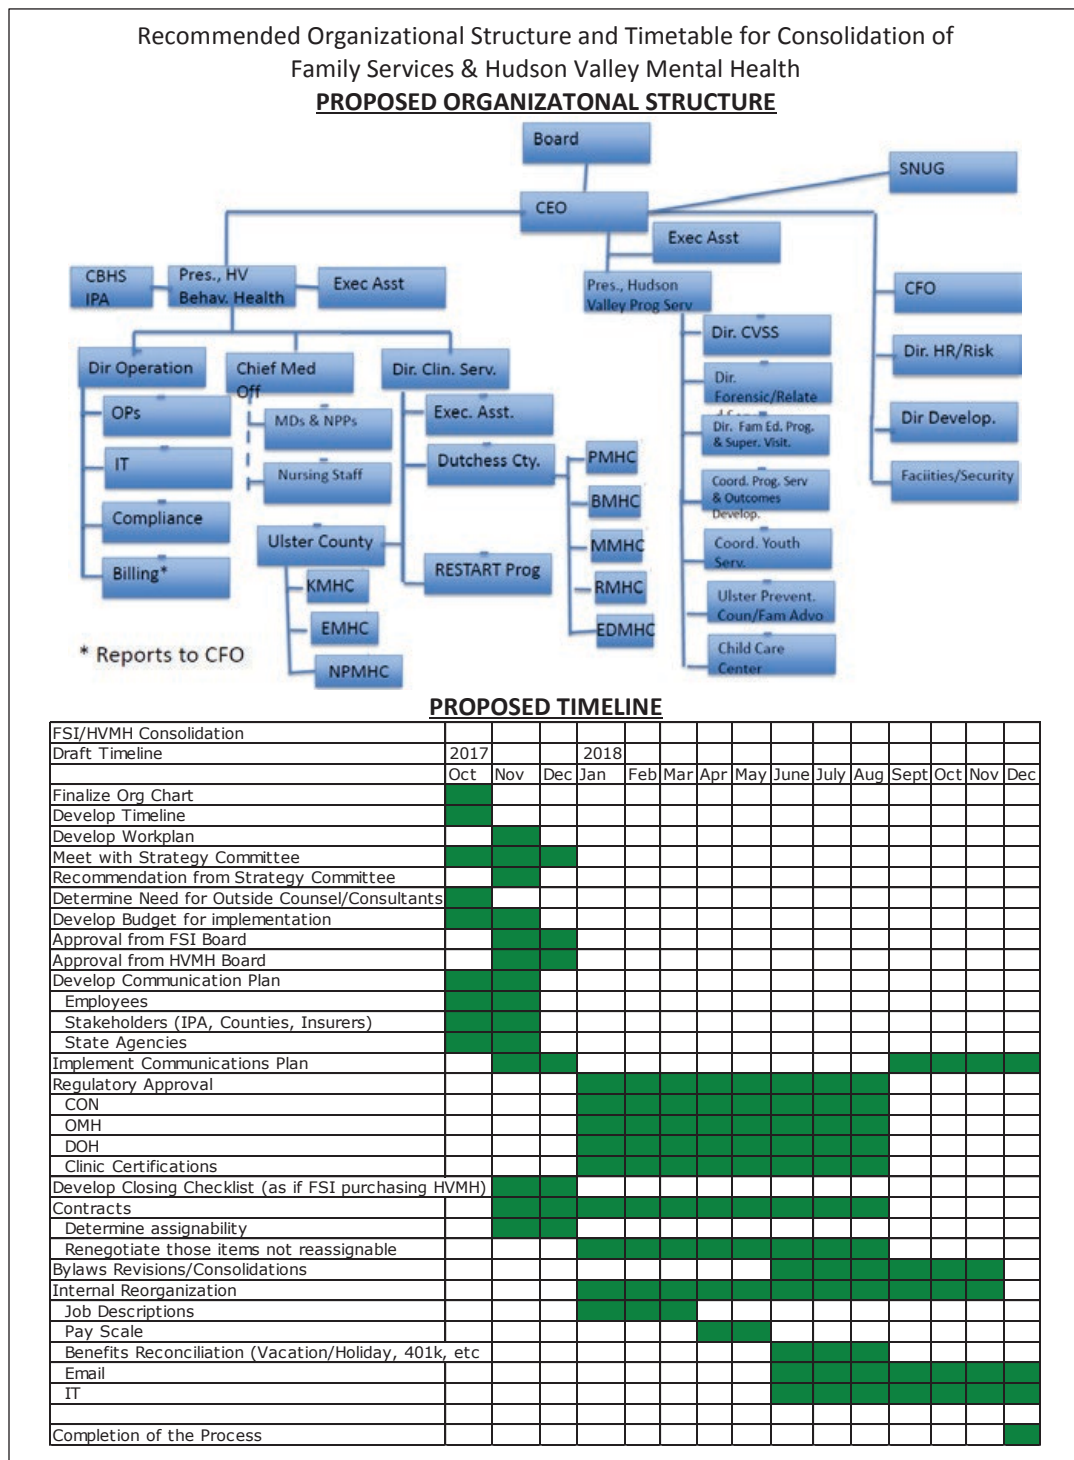 Recommended Organizational Structure and Timetable for Consolidation of
Family Services & Hudson Valley Mental Health
PROPOSED ORGANIZATONAL STRUCTURE
Board
SNUG
CEO
Exec Asst
CBHS
IPA
Pres., HV
Behav. Health
Exec Asst
Pres., Hudson
Valley Prog Serv
CFO
Dir. CVSS
Dir. HR/Risk
Dir Operation
Chief Med
Off
Dir. Clin. Serv.
Dir.
Forensic/Relate
OPs
MDs & NPPs
Exec. Asst.
Dir. Fam Ed. Prog.
& Super. Visit.
Dir Develop.
IT
Nursing Staff
Dutchess Cty.
PMHC
Coord. Prog. Serv
& Outcomes
Develop.
Faciities/Security
BMHC
Compliance
Ulster County
MMHC
Coord. Youth
Serv.
Billing*
KMHC
RESTART Prog
RMHC
Ulster Prevent.
Coun/Fam Advo
EMHC
EDMHC
* Reports to CFO
NPMHC
Child Care
Center
PROPOSED TIMELINE
FSI/HVMH Consolidation
Draft Timeline 2017 2018
Oct Nov Dec Jan Feb Mar Apr May June July Aug Sept Oct Nov Dec
Finalize Org Chart
Develop Timeline
Develop Workplan
Meet with Strategy Committee
Recommendation from Strategy Committee
Determine Need for Outside Counsel/Consultants
Develop Budget for implementation
Approval from FSI Board
Approval from HVMH Board
Develop Communication Plan
Employees
Stakeholders (IPA, Counties, Insurers)
State Agencies
Implement Communications Plan
Regulatory Approval
CON
OMH
DOH
Clinic Certifications
Develop Closing Checklist (as if FSI purchasing HVMH)
Contracts
Determine assignability
Renegotiate those items not reassignable
Bylaws Revisions/Consolidations
Internal Reorganization
Job Descriptions
Pay Scale
Benefits Reconciliation (Vacation/Holiday, 401k, etc
Email
IT
Completion of the Process